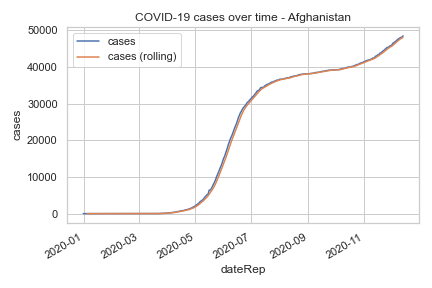 COVID-19 cases over time - Afghanistan
cases
cases (rolling)
50000
40000
30000
20000
10000
0
cases
2020-01
2020-03
2020-05
2020-07
2020-09
2020-11
dateRep